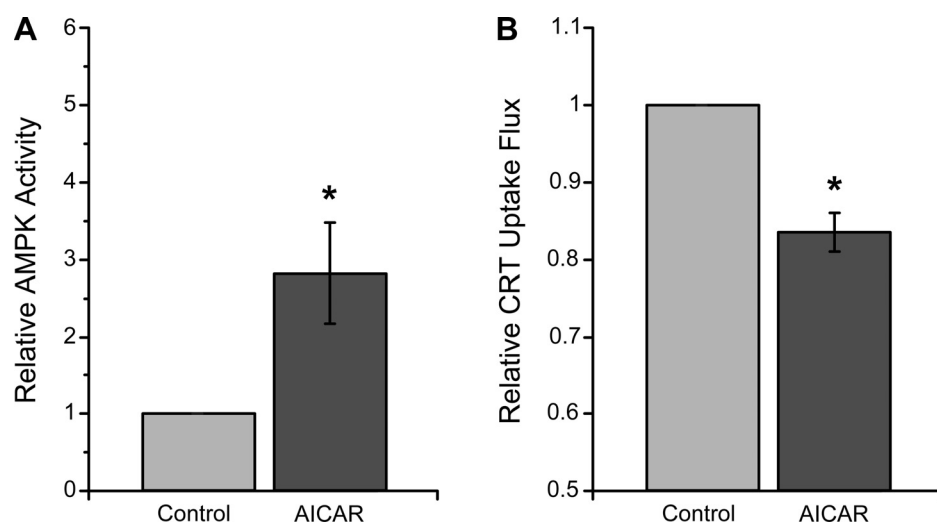 A
Relative AMPK Activity
6
5
4
3
2
1
0
*
Control
AICAR
B
Relative CRT Uptake Flux
1.1
1
0.9
0.8
0.7
0.6
0.5
*
Control
AICAR